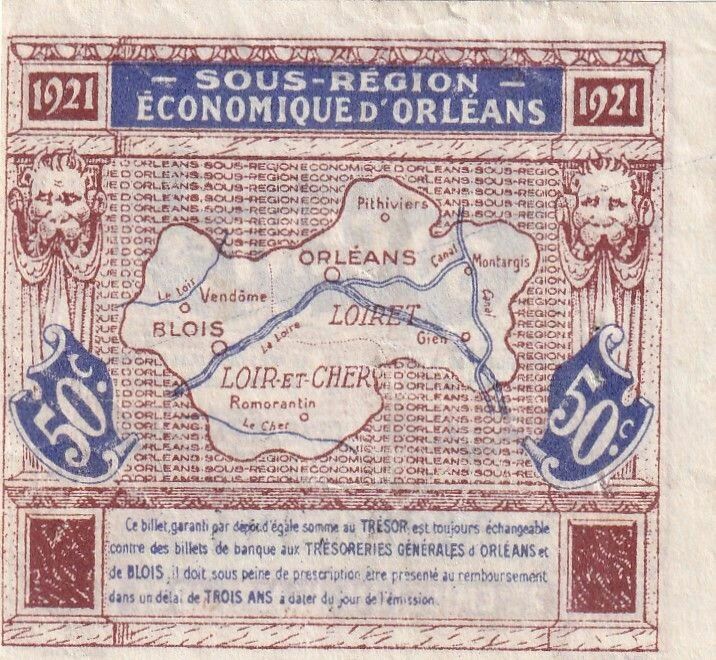 1921
— SOUS-RÉGION —
ÉCONOMIQUE D'ORLÉANS
1921
Pithiviers
ORLÉANS
Canal
Montargis
Le Loir
Vendôme
Canal
LOIRET
BLOIS
Le Loire
Gien
LOIR-ET-CHER
Romorantin
Le Cher
50.c
50.c
Ce billet, garanti par dépôt d'égale somme au TRÉSOR est toujours échangeable
contre des billets de banque aux TRÉSORERIES GÉNÉRALES d'ORLÉANS et
de BLOIS, il doit sous peine de prescription être présenté au remboursement
dans un délai de TROIS ANS à dater du jour de l'émission.